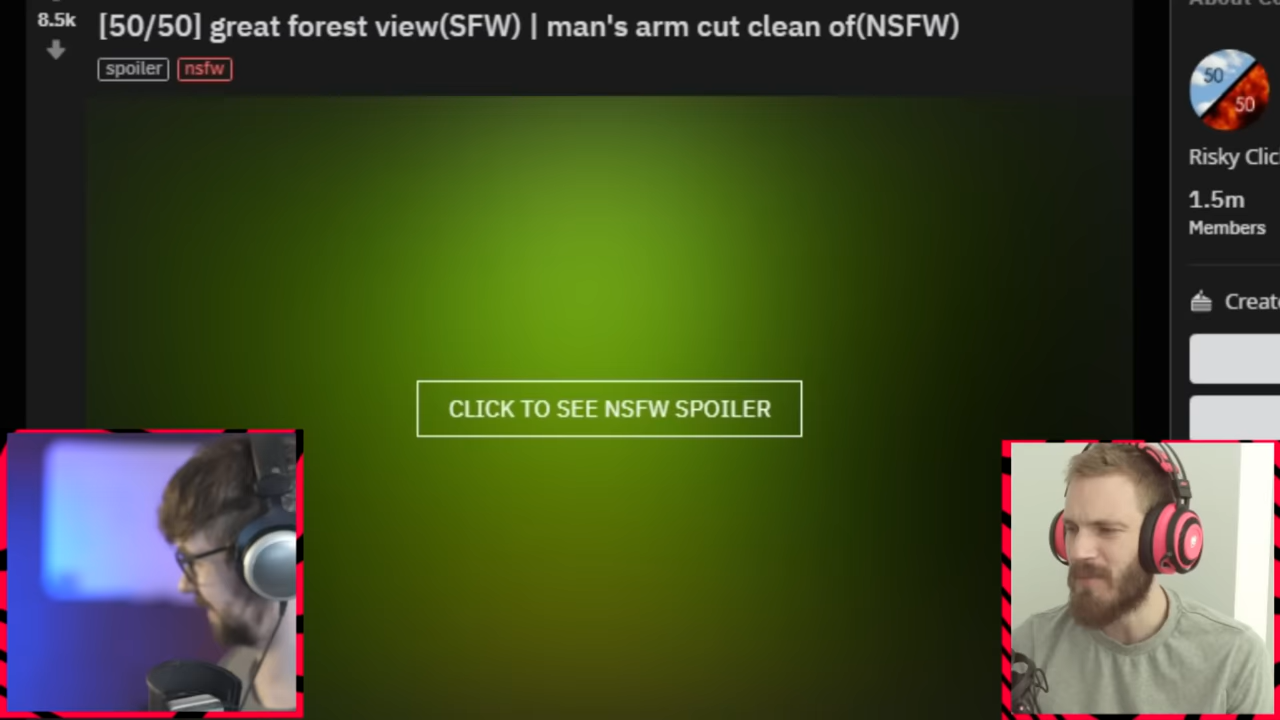 8.5k
[50/50] great forest view(SFW) | man's arm cut clean of(NSFW)
spoiler nsfw
CLICK TO SEE NSFW SPOILER
50
50
Risky Clic
1.5m
Members
Create